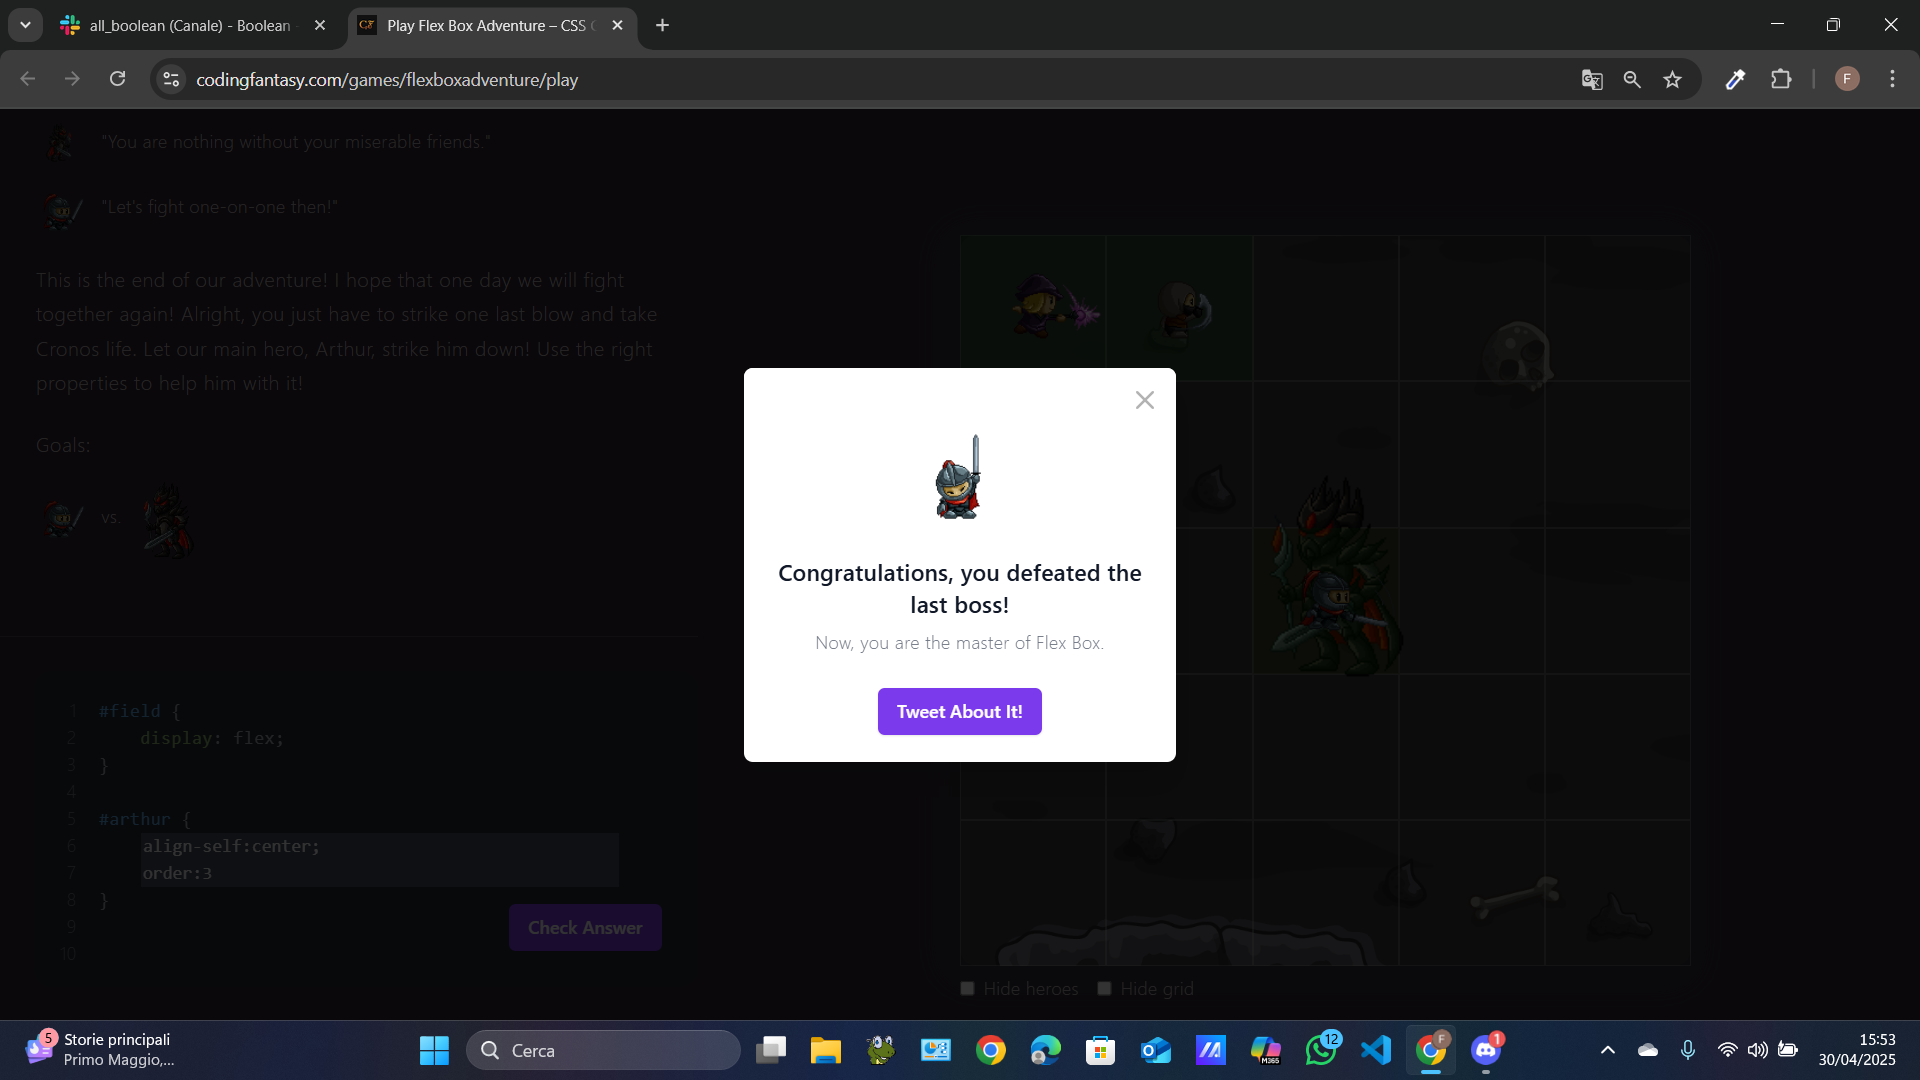 all_boolean (Canale) - Boolean
Play Flex Box Adventure – CSS
codingfantasy.com/games/flexboxadventure/play
F
"You are nothing without your miserable friends."
"Let's fight one-on-one then!"
This is the end of our adventure! I hope that one day we will fight
together again! Alright, you just have to strike one last blow and take
Cronos life. Let our main hero, Arthur, strike him down! Use the right
properties to help him with it!
Goals:
vs.
1 #field {
2 display: flex;
3 }
4
5 #arthur {
6 align-self:center;
7 order:3
8 }
9
10
Check Answer
Congratulations, you defeated the
last boss!
Now, you are the master of Flex Box.
Tweet About It!
Hide heroes Hide grid
5
Storie principali
Primo Maggio,...
Cerca
M365
12
F
1
15:53
30/04/2025